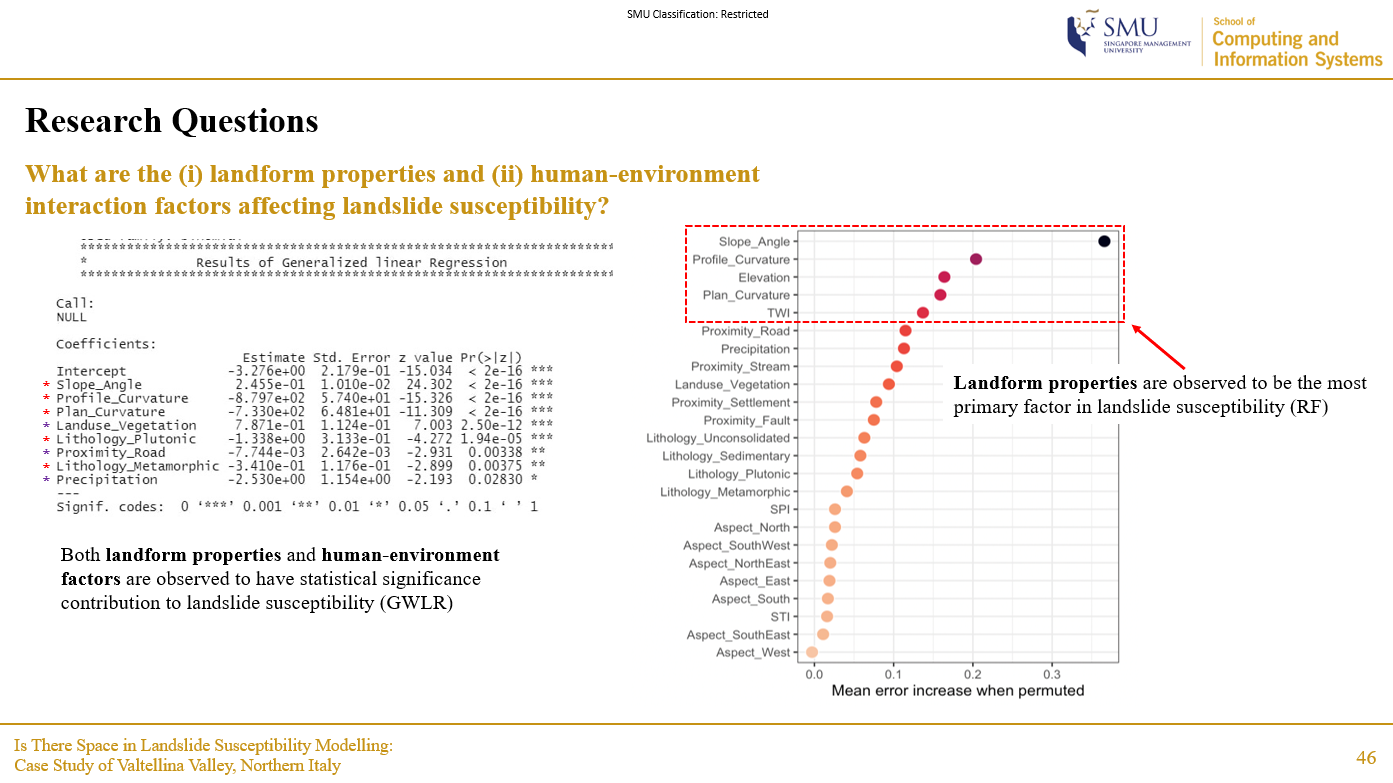 SMU Classification: Restricted
SMU
SINGAPORE MANAGEMENT
UNIVERSITY
School of
Computing and
Information Systems
Research Questions
What are the (i) landform properties and (ii) human-environment
interaction factors affecting landslide susceptibility?
***********************************************************************
* Results of Generalized linear Regression
***********************************************************************
Call:
NULL
Coefficients:
Estimate Std. Error z value Pr(>|z|)
Intercept -3.276e+00 2.179e-01 -15.034 < 2e-16 ***
* Slope_Angle 2.455e-01 1.010e-02 24.302 < 2e-16 ***
* Profile_Curvature -8.797e+02 5.740e+01 -15.326 < 2e-16 ***
* Plan_Curvature -7.330e+02 6.481e+01 -11.309 < 2e-16 ***
* Landuse_Vegetation 7.871e-01 1.124e-01 7.003 2.50e-12 ***
* Lithology_Plutonic -1.338e+00 3.133e-01 -4.272 1.94e-05 ***
* Proximity_Road -7.744e-03 2.642e-03 -2.931 0.00338 **
* Lithology_Metamorphic -3.410e-01 1.176e-01 -2.899 0.00375 **
* Precipitation -2.530e+00 1.154e+00 -2.193 0.02830 *
---
Signif. codes: 0 ‘***’ 0.001 ‘**’ 0.01 ‘*’ 0.05 ‘.’ 0.1 ‘ ’ 1
Both landform properties and human-environment
factors are observed to have statistical significance
contribution to landslide susceptibility (GWLR)
Slope_Angle
Profile_Curvature
Elevation
Plan_Curvature
TWI
Proximity_Road
Precipitation
Proximity_Stream
Landuse_Vegetation
Proximity_Settlement
Proximity_Fault
Lithology_Unconsolidated
Lithology_Sedimentary
Lithology_Plutonic
Lithology_Metamorphic
SPI
Aspect_North
Aspect_SouthWest
Aspect_NorthEast
Aspect_East
Aspect_South
STI
Aspect_SouthEast
Aspect_West
0.0 0.1 0.2 0.3
Mean error increase when permuted
Landform properties are observed to be the most
primary factor in landslide susceptibility (RF)
Is There Space in Landslide Susceptibility Modelling:
Case Study of Valtellina Valley, Northern Italy
46